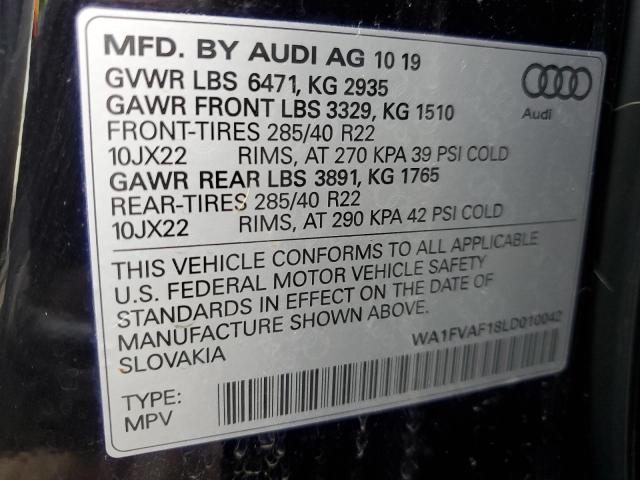 MFD. BY AUDI AG 10 19
GVWR LBS 6471, KG 2935
GAWR FRONT LBS 3329, KG 1510
FRONT-TIRES 285/40 R22
10JX22 RIMS, AT 270 KPA 39 PSI COLD
GAWR REAR LBS 3891, KG 1765
REAR-TIRES 285/40 R22
10JX22 RIMS, AT 290 KPA 42 PSI COLD
Audi
THIS VEHICLE CONFORMS TO ALL APPLICABLE
U.S. FEDERAL MOTOR VEHICLE SAFETY
STANDARDS IN EFFECT ON THE DATE OF
MANUFACTURE SHOWN ABOVE.
SLOVAKIA
WA1FVAF18LD010042
TYPE:
MPV